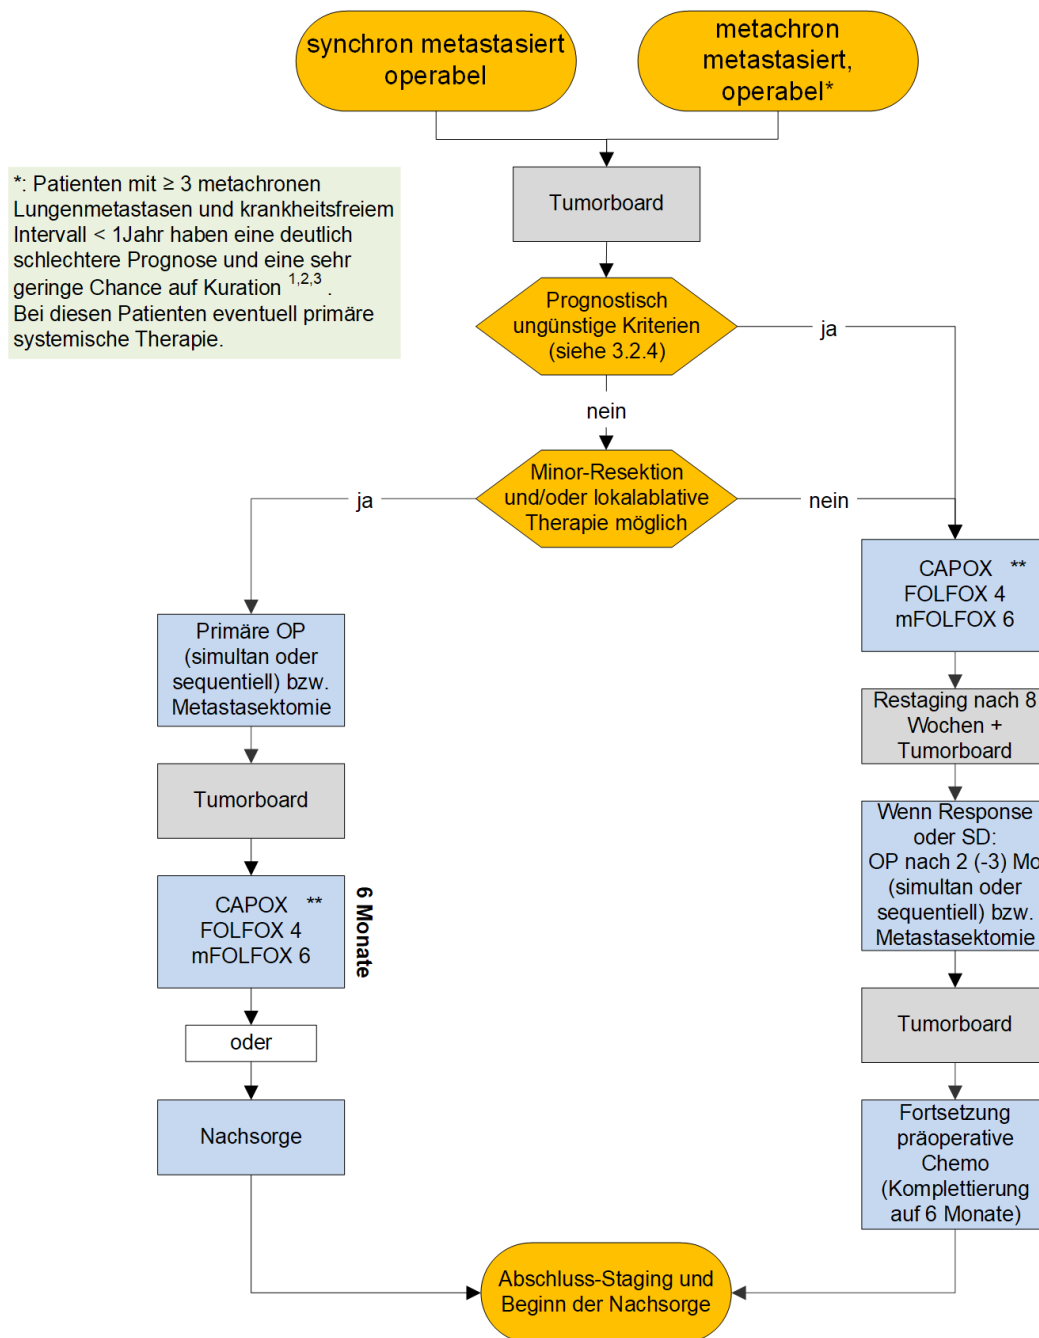 synchron metastasiert
operabel
metachron
metastasiert,
operabel*
*: Patienten mit ≥ 3 metachronen
Lungenmetastasen und krankheitsfreiem
Intervall < 1Jahr haben eine deutlich
schlechtere Prognose und eine sehr
geringe Chance auf Kuration 1,2,3 .
Bei diesen Patienten eventuell primäre
systemische Therapie.
Tumorboard
Prognostisch
ungünstige Kriterien
(siehe 3.2.4)
ja
nein
Minor-Resektion
und/oder lokalablative
Therapie möglich
ja
nein
Primäre OP
(simultan oder
sequentiell) bzw.
Metastasektomie
Tumorboard
CAPOX **
FOLFOX 4
mFOLFOX 6
6 Monate
oder
Nachsorge
CAPOX **
FOLFOX 4
mFOLFOX 6
Restaging nach 8
Wochen +
Tumorboard
Wenn Response
oder SD:
OP nach 2 (-3) Mo
(simultan oder
sequentiell) bzw.
Metastasektomie
Tumorboard
Fortsetzung
präoperative
Chemo
(Komplettierung
auf 6 Monate)
Abschluss-Staging und
Beginn der Nachsorge